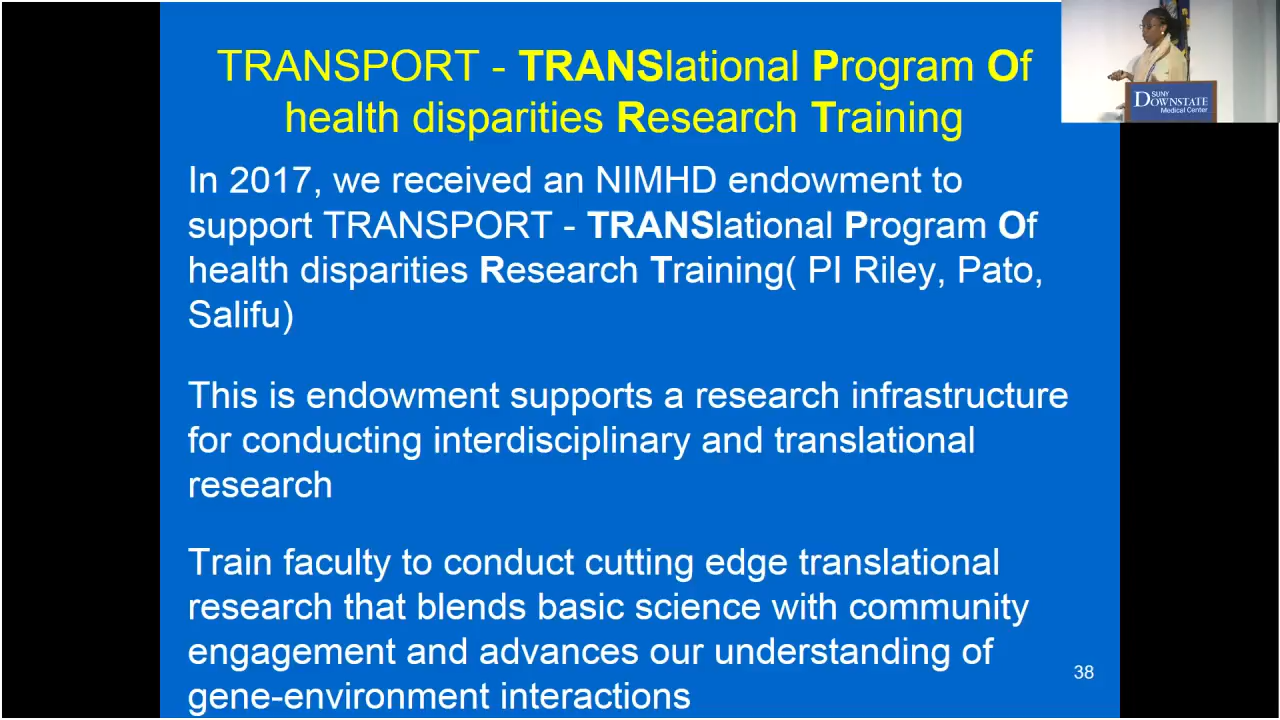 TRANSPORT - TRANSlational Program Of
health disparities Research Training
In 2017, we received an NIMHD endowment to
support TRANSPORT - TRANSlational Program Of
health disparities Research Training( PI Riley, Pato,
Salifu)
This is endowment supports a research infrastructure
for conducting interdisciplinary and translational
research
Train faculty to conduct cutting edge translational
research that blends basic science with community
engagement and advances our understanding of
gene-environment interactions
38
SUNY
DOWNSTATE
Medical Center